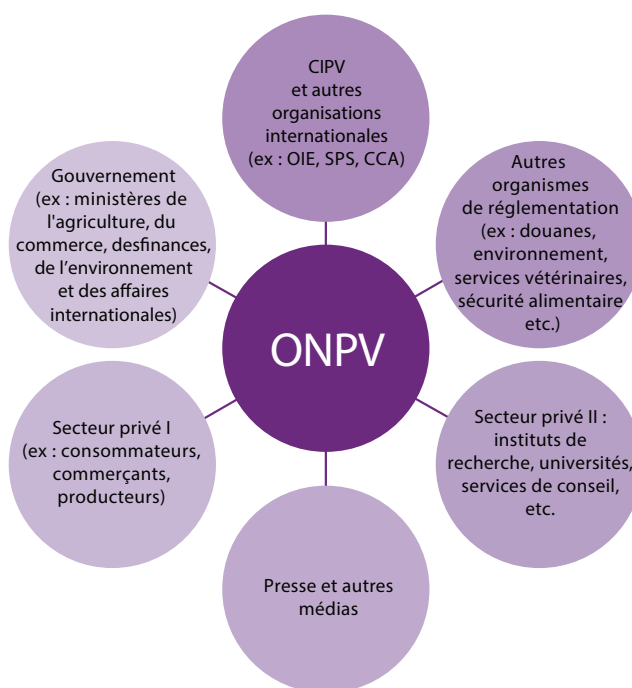 CIPV
et autres
organisations
internationales
(ex : OIE, SPS, CCA)
Autres
organismes
de réglementation
(ex : douanes,
environnement,
services vétérinaires,
sécurité alimentaire
etc.)
Secteur privé II :
instituts de
recherche, universités,
services de conseil,
etc.
Presse et autres
médias
Secteur privé I
(ex : consommateurs,
commerçants,
producteurs)
Gouvernement
(ex : ministères de
l'agriculture, du
commerce, desfinances,
de l’environnement
et des affaires
internationales)
ONPV